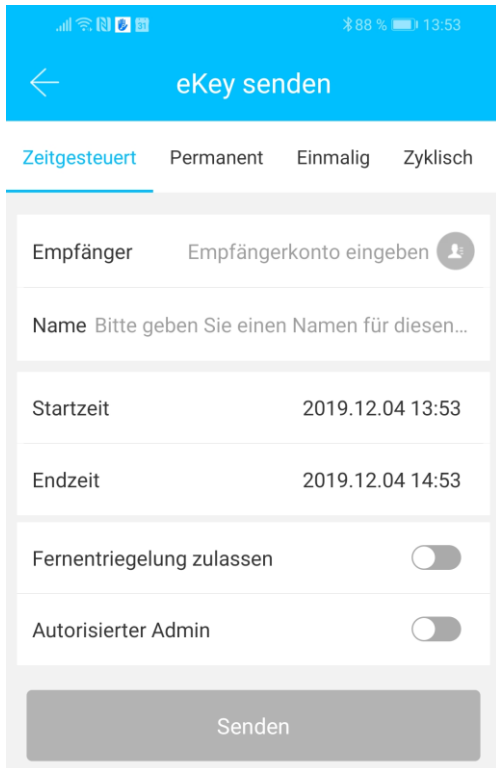 31 88 % 13:53
eKey senden
Zeitgesteuert Permanent Einmalig Zyklisch
Empfänger Empfängerkonto eingeben
Name Bitte geben Sie einen Namen für diesen...
Startzeit 2019.12.04 13:53
Endzeit 2019.12.04 14:53
Fernentriegelung zulassen
Autorisierter Admin
Senden